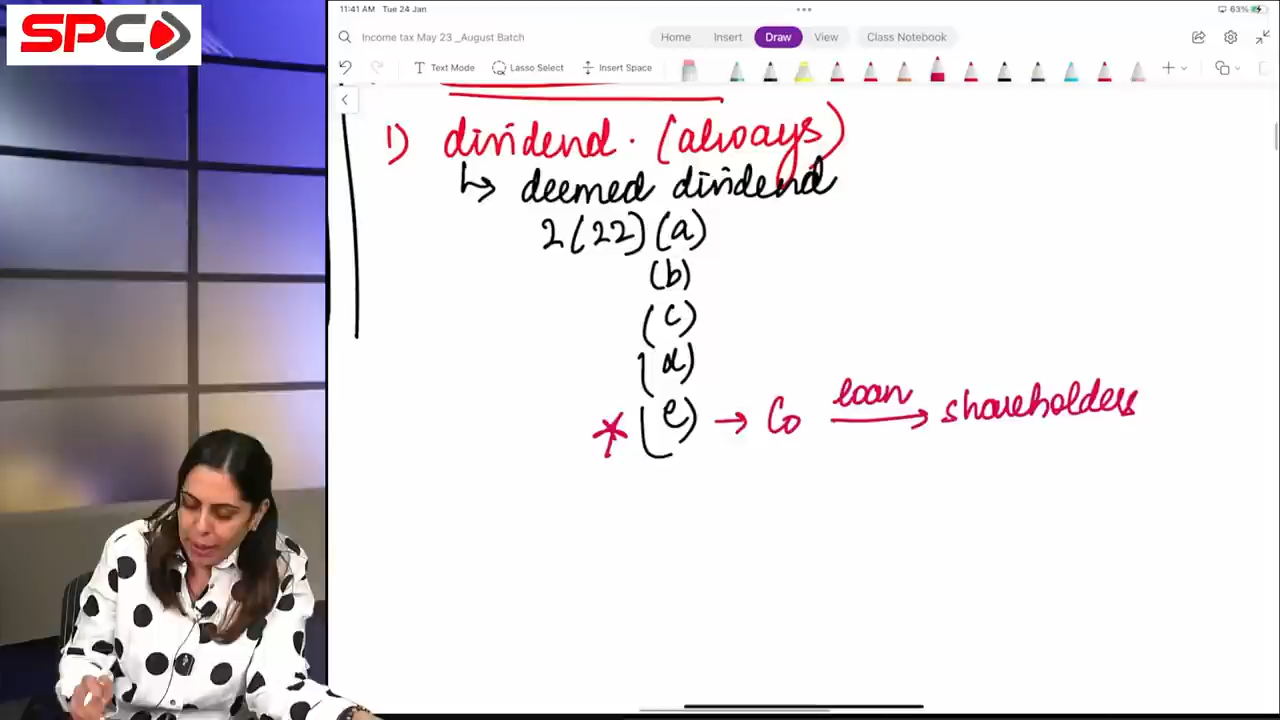 SPC
11:41 AM Tue 24 Jan
63%
Income tax May 23 _August Batch
Home Insert Draw View Class Notebook
Text Mode Lasso Select Insert Space
1) dividend. (always)
↳ deemed dividend
2(22)(a)
(b)
(c)
(d)
* (e) → Co loan → shareholders